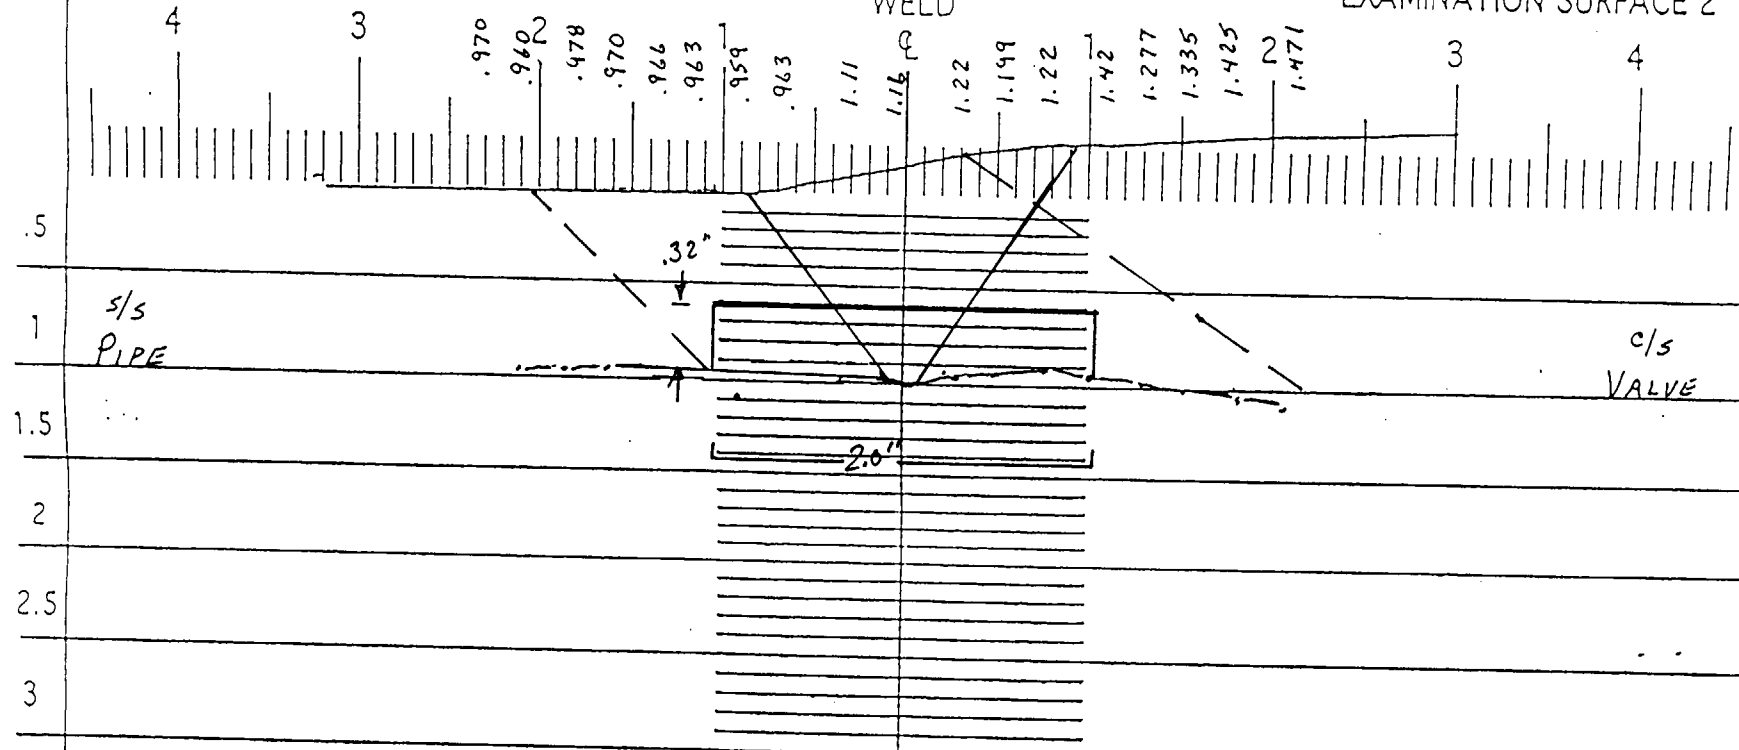 WELD
EXAMINATION SURFACE 2
4 3 2 1 ℄ 1 2 3 4
.970 .960 .978 .970 .966 .963 .959 .963 1.11 1.16 1.22 1.199 1.22 1.42 1.277 1.335 1.425 1.471
.5
.32"
s/s
1
PIPE
c/s
VALVE
1.5
2.0"
2
2.5
3